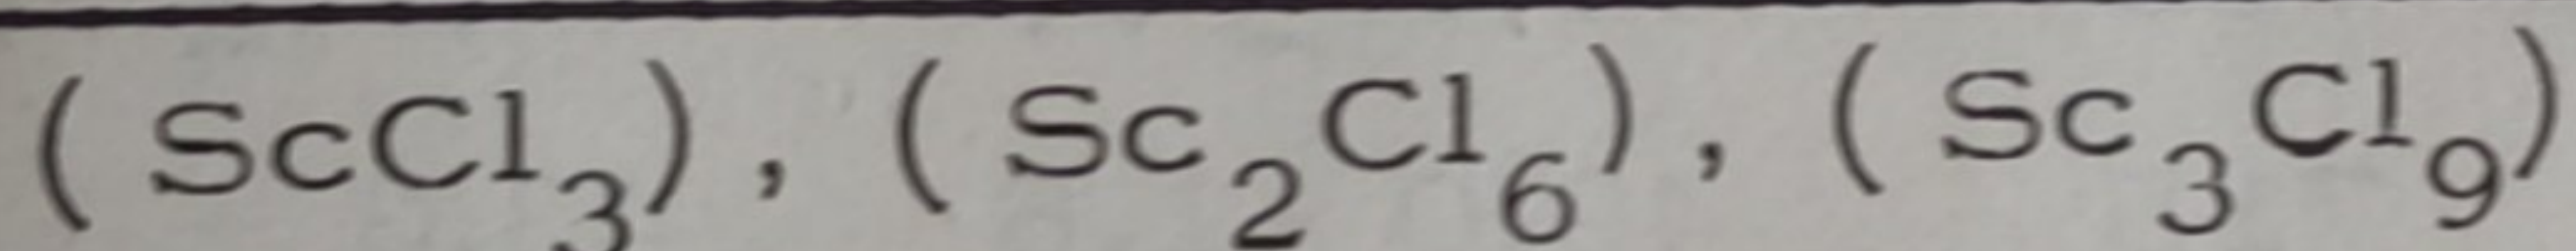 ( ScCl₃), ( Sc₂Cl₆), ( Sc₃Cl₉)